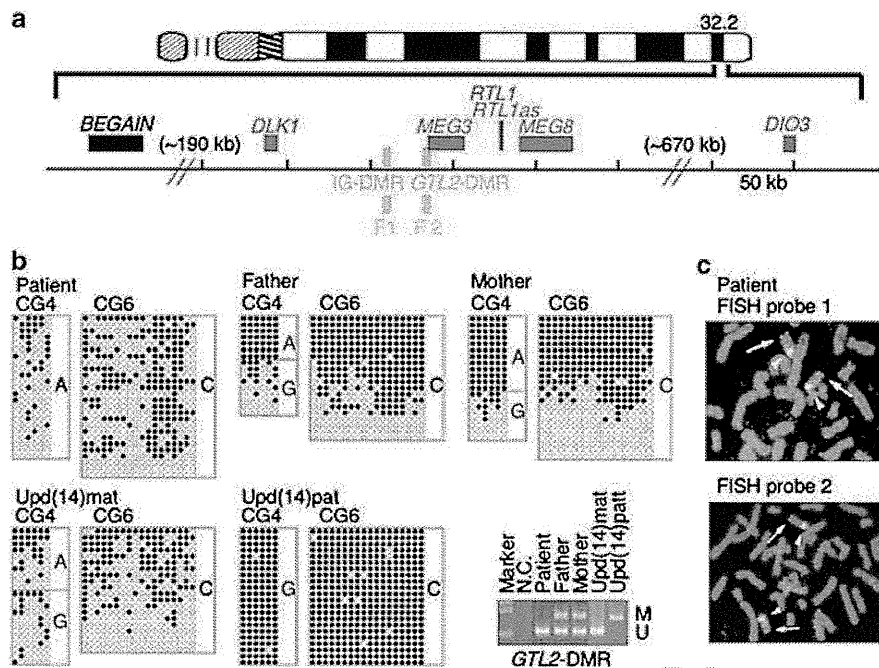 a
32.2
RTL1
RTL1as
BEGAIN
(~190 kb)
DLK1
MEG3
MEG8
(~670 kb)
DIO3
IG-DMR GTL2-DMR
50 kb
F1 F2
b
Patient
CG4 CG6
A C
Father
CG4 CG6
A G C
Mother
CG4 CG6
A G C
Upd(14)mat
CG4 CG6
A G C
Upd(14)pat
CG4 CG6
G C
Marker
N.C.
Patient
Father
Mother
Upd(14)mat
Upd(14)patt
M
U
GTL2-DMR
c
Patient
FISH probe 1
FISH probe 2